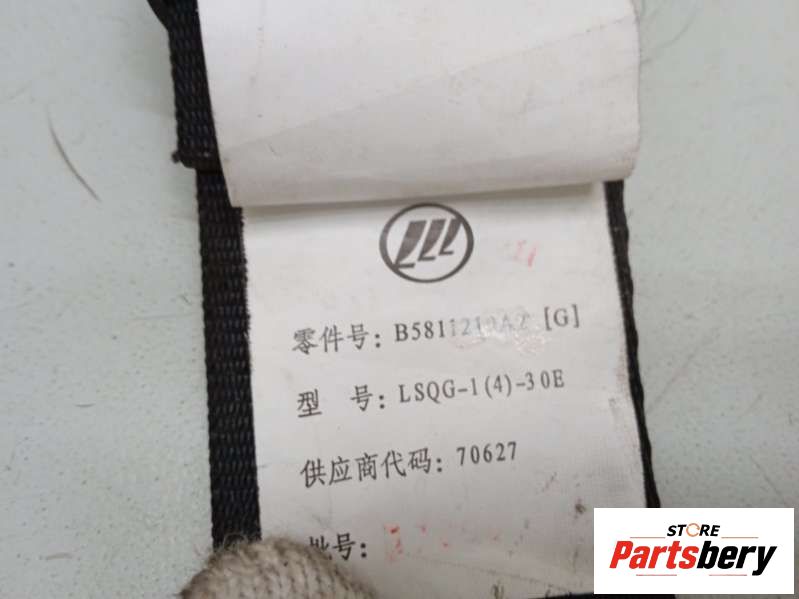 零件号: B5811210A2 [G]
型 号: LSQG-1(4)-30E
供应商代码: 70627
批号:
STORE
Partsbery